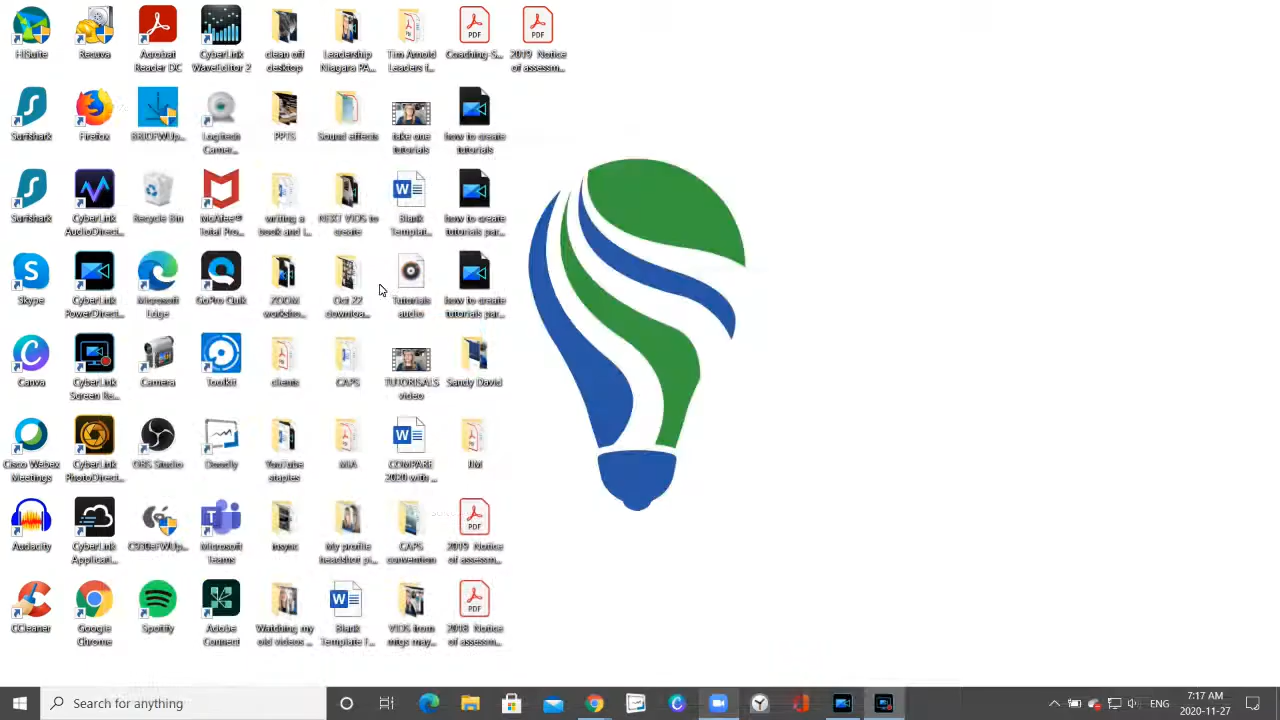 HiSuite
Recuva
Acrobat
Reader DC
CyberLink
WaveEditor 2
clean off
desktop
Leadership
Niagara PA...
Tim Arnold
Leaders f...
Coaching S...
2019 Notice
of assessm...
Surfshark
Firefox
BRIDFWUp...
Logitech
Camer...
PPTS
Sound effects
take one
tutorials
how to create
tutorials
Surfshark
CyberLink
AudioDirect...
Recycle Bin
McAfee®
Total Pro...
writing a
book and l...
NEXT VIDS to
create
Blank
Templat...
how to create
tutorials par...
Skype
CyberLink
PowerDirect...
Microsoft
Edge
GoPro Quik
ZOOM
worksho...
Oct 22
downloa...
Tutorials
audio
how to create
tutorials par...
Canva
CyberLink
Screen Re...
Camera
Toolkit
clients
CAPS
TUTORISALS
video
Sandy David
Cisco Webex
Meetings
CyberLink
PhotoDirect...
OBS Studio
Doodly
YouTube
staples
MIA
COMPARE
2020 with ...
JIM
Audacity
CyberLink
Applicati...
C930eFWUp...
Microsoft
Teams
insync
My profile
headshot pi...
CAPS
convention
PDF
2019 Notice
of assessm...
CCleaner
Google
Chrome
Spotify
Adobe
Connect
Watching my
old videos ...
Blank
Template f...
VIDS from
mtgs may...
PDF
2018 Notice
of assessm...
Search for anything
ENG
7:17 AM
2020-11-27